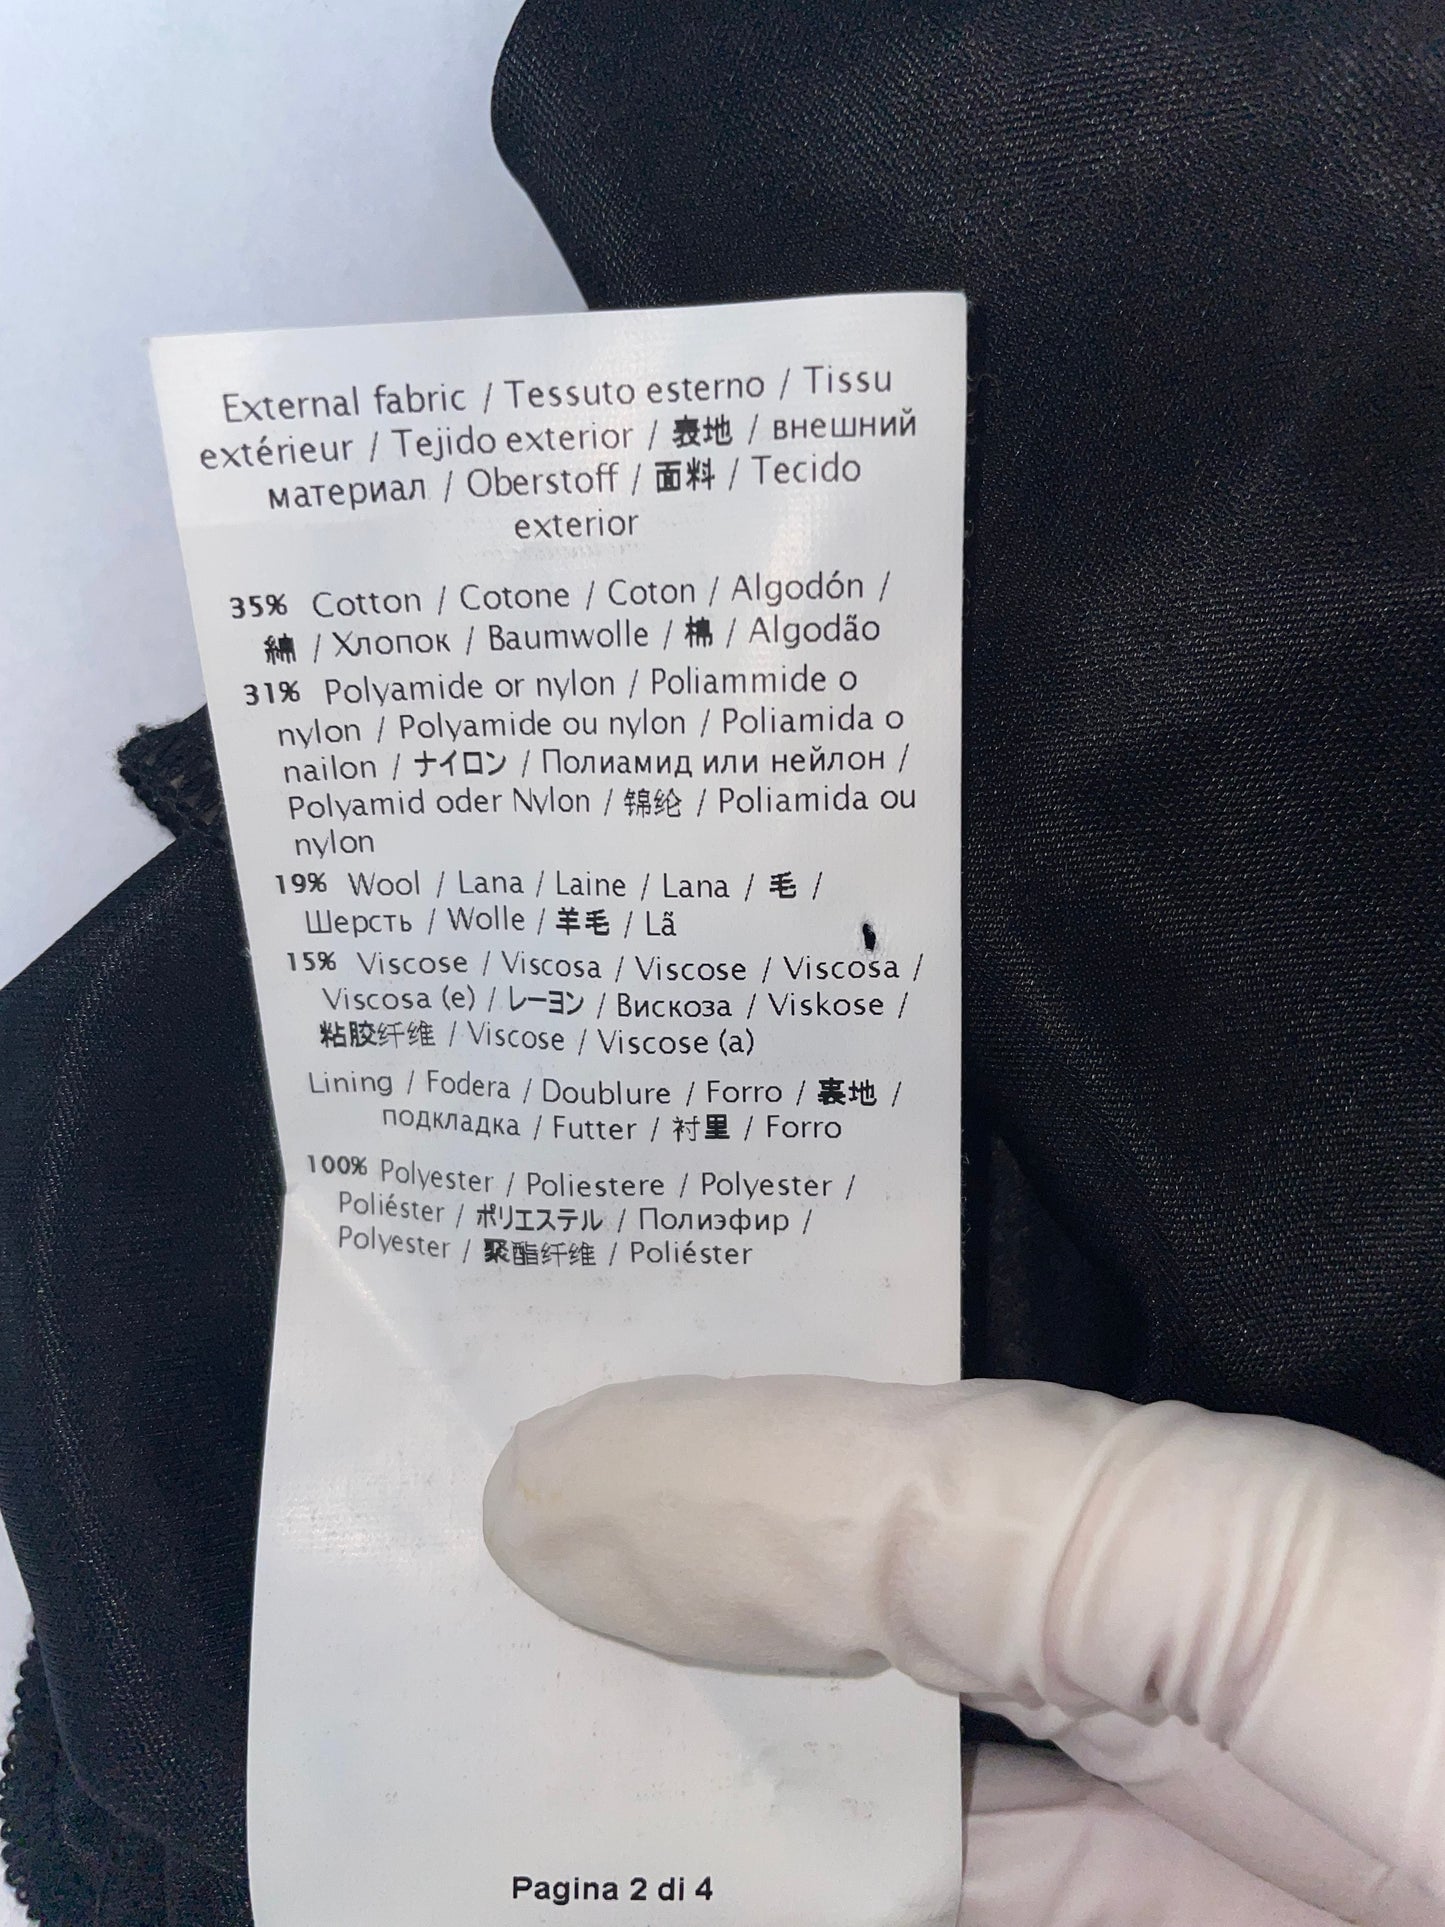 External fabric / Tessuto esterno / Tissu
extérieur / Tejido exterior / 表地 / внешний
материал / Oberstoff / 面料 / Tecido
exterior
35% Cotton / Cotone / Coton / Algodón /
綿 / Хлопок / Baumwolle / 棉 / Algodão
31% Polyamide or nylon / Poliammide o
nylon / Polyamide ou nylon / Poliamida o
nailon / ナイロン / Полиамид или нейлон /
Polyamid oder Nylon / 锦纶 / Poliamida ou
nylon
19% Wool / Lana / Laine / Lana / 毛 /
Шерсть / Wolle / 羊毛 / Lã
15% Viscose / Viscosa / Viscose / Viscosa /
Viscosa (e) / レーヨン / Вискоза / Viskose /
粘胶纤维 / Viscose / Viscose (a)
Lining / Fodera / Doublure / Forro / 裏地 /
подкладка / Futter / 衬里 / Forro
100% Polyester / Poliestere / Polyester /
Poliéster / ポリエステル / Полиэфир /
Polyester / 聚酯纤维 / Poliéster
Pagina 2 di 4